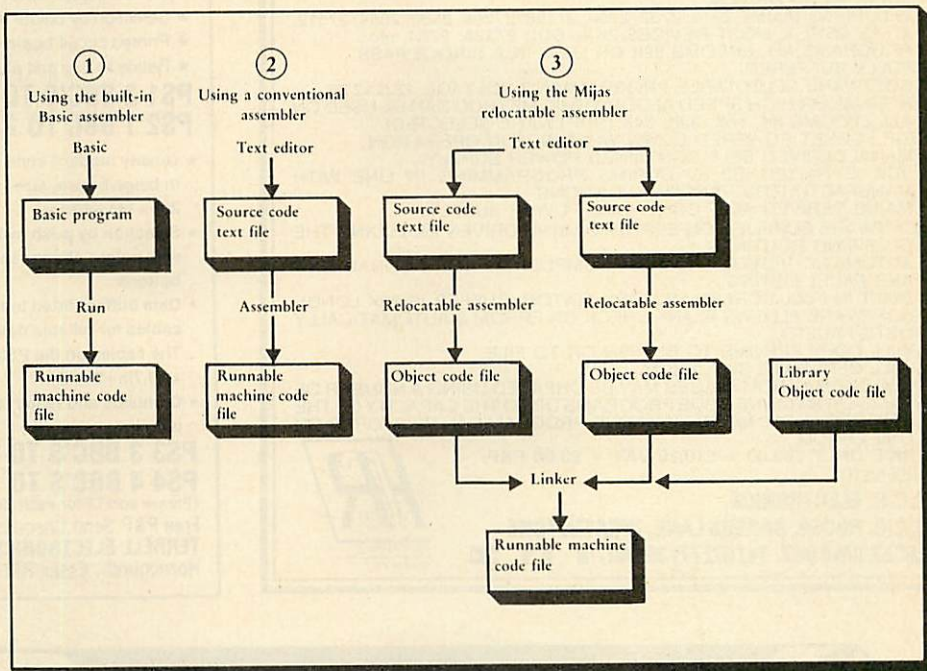 1
Using the built-in
Basic assembler
Basic
Basic program
Run
Runnable
machine code
file
2
Using a conventional
assembler
Text editor
Source code
text file
Assembler
Runnable
machine code
file
3
Using the Mijas
relocatable assembler
Text editor
Source code
text file
Source code
text file
Relocatable assembler
Relocatable assembler
Object code file
Object code file
Library
Object code file
Linker
Runnable machine
code file